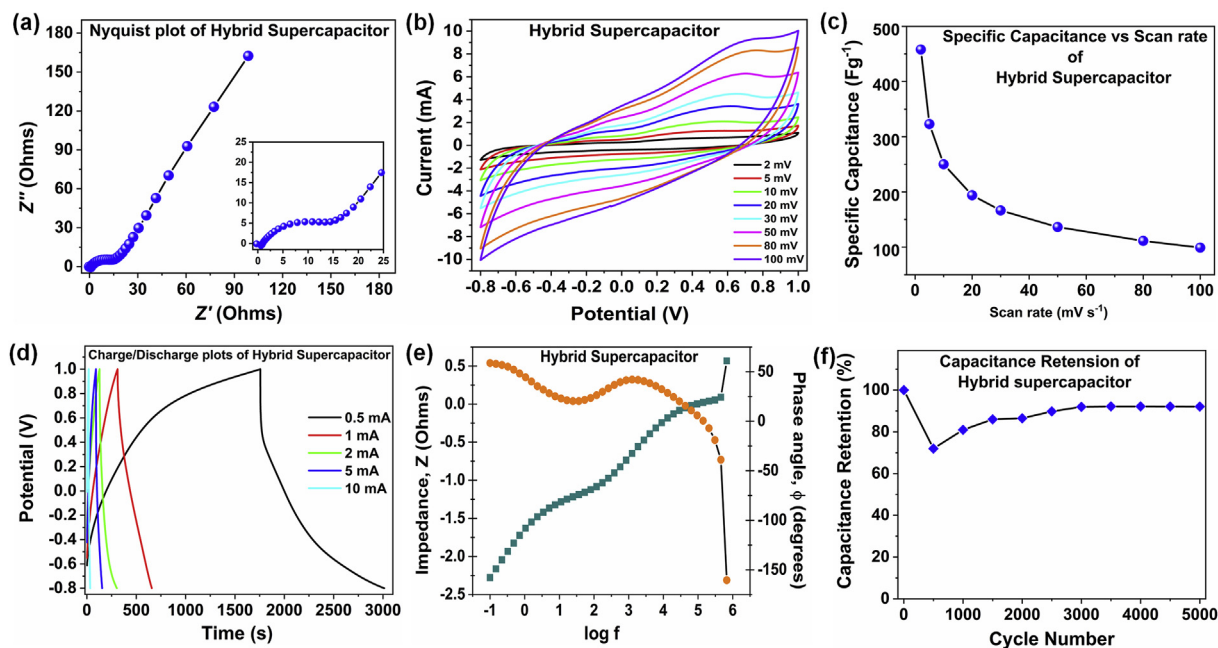 (a)
Nyquist plot of Hybrid Supercapacitor
Z'' (Ohms)
180
150
120
90
60
30
0
25
20
15
10
5
0
0 5 10 15 20 25
0 30 60 90 120 150 180
Z' (Ohms)
(b)
Hybrid Supercapacitor
Current (mA)
10
8
6
4
2
0
-2
-4
-6
-8
-10
2 mV
5 mV
10 mV
20 mV
30 mV
50 mV
80 mV
100 mV
-0.8 -0.6 -0.4 -0.2 0.0 0.2 0.4 0.6 0.8 1.0
Potential (V)
(c)
Specific Capacitance vs Scan rate
of
Hybrid Supercapacitor
Specific Capcitance (Fg-1)
500
400
300
200
100
0 20 40 60 80 100
Scan rate (mV s-1)
(d)
Charge/Discharge plots of Hybrid Supercapacitor
Potential (V)
1.0
0.8
0.6
0.4
0.2
0.0
-0.2
-0.4
-0.6
-0.8
0.5 mA
1 mA
2 mA
5 mA
10 mA
0 500 1000 1500 2000 2500 3000
Time (s)
(e)
Hybrid Supercapacitor
Impedance, Z (Ohms)
0.5
0.0
-0.5
-1.0
-1.5
-2.0
-2.5
Phase angle, ϕ (degrees)
50
0
-50
-100
-150
-1 0 1 2 3 4 5 6
log f
(f)
Capacitance Retension of
Hybrid supercapacitor
Capacitance Retention (%)
100
80
60
40
20
0
0 1000 2000 3000 4000 5000
Cycle Number